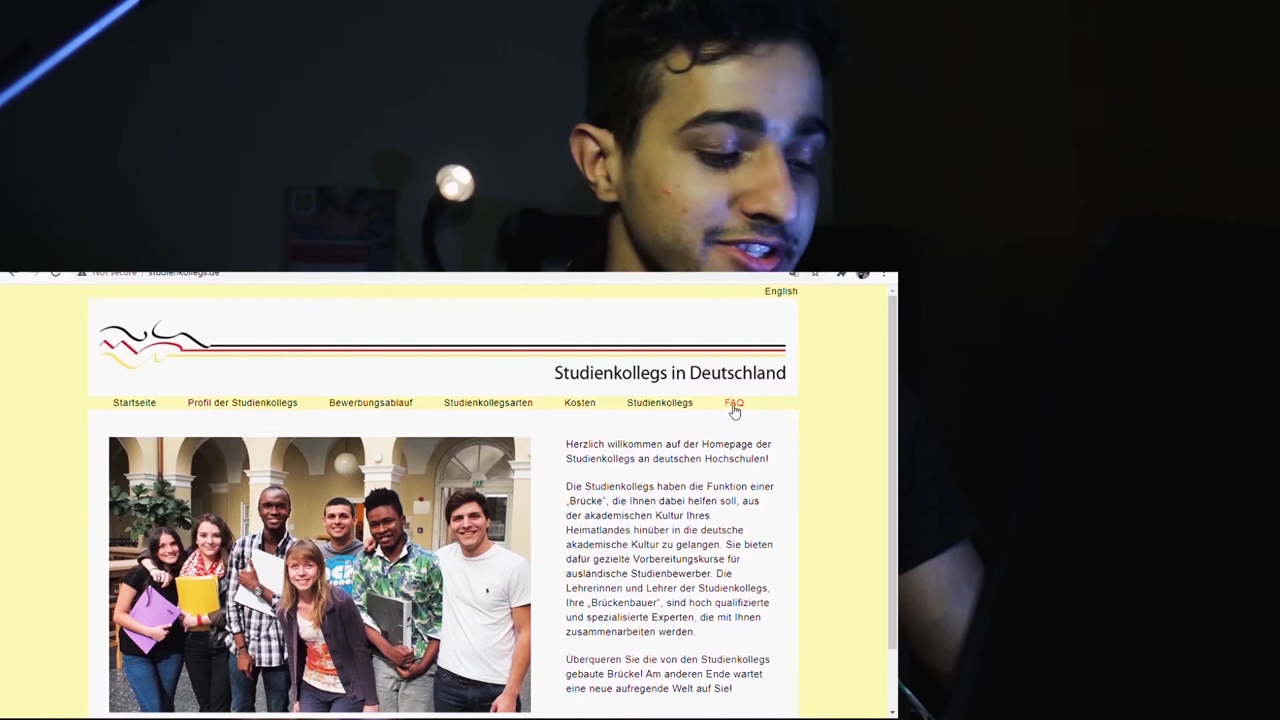 Not secure studienkollegs.de
English
Studienkollegs in Deutschland
Startseite Profil der Studienkollegs Bewerbungsablauf Studienkollegsarten Kosten Studienkollegs FAQ
Herzlich willkommen auf der Homepage der
Studienkollegs an deutschen Hochschulen!
Die Studienkollegs haben die Funktion einer
„Brücke“, die Ihnen dabei helfen soll, aus
der akademischen Kultur Ihres
Heimatlandes hinüber in die deutsche
akademische Kultur zu gelangen. Sie bieten
dafür gezielte Vorbereitungskurse für
ausländische Studienbewerber. Die
Lehrerinnen und Lehrer der Studienkollegs,
Ihre „Brückenbauer“, sind hoch qualifizierte
und spezialisierte Experten, die mit Ihnen
zusammenarbeiten werden.
Überqueren Sie die von den Studienkollegs
gebaute Brücke! Am anderen Ende wartet
eine neue aufregende Welt auf Sie!